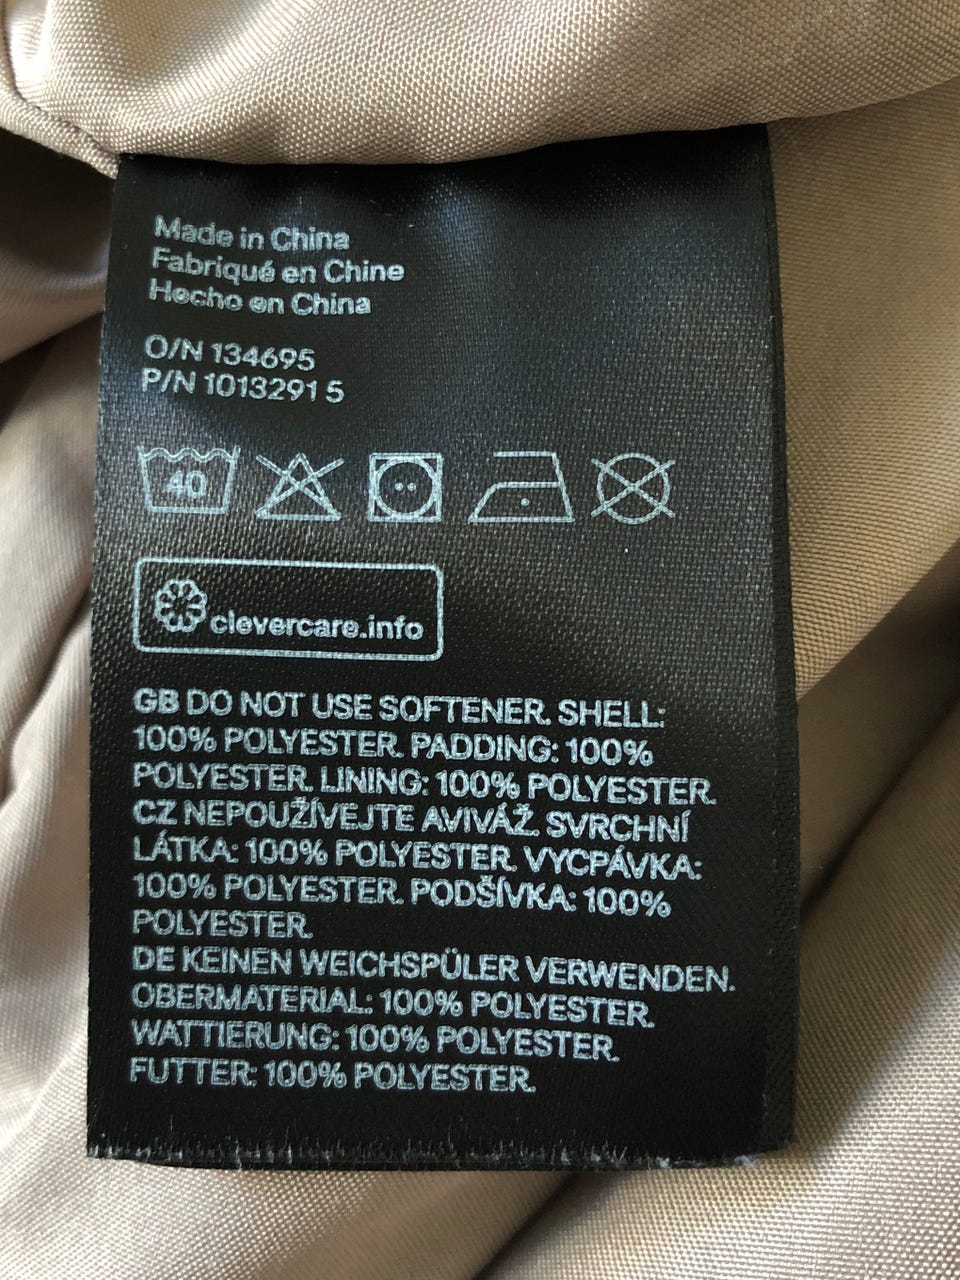 Made in China
Fabriqué en Chine
Hecho en China
O/N 134695
P/N 10132915
40
clevercare.info
GB DO NOT USE SOFTENER. SHELL:
100% POLYESTER. PADDING: 100%
POLYESTER. LINING: 100% POLYESTER.
CZ NEPOUŽÍVEJTE AVIVÁŽ. SVRCHNÍ
LÁTKA: 100% POLYESTER. VYCPÁVKA:
100% POLYESTER. PODŠÍVKA: 100%
POLYESTER.
DE KEINEN WEICHSPÜLER VERWENDEN.
OBERMATERIAL: 100% POLYESTER.
WATTIERUNG: 100% POLYESTER.
FUTTER: 100% POLYESTER.